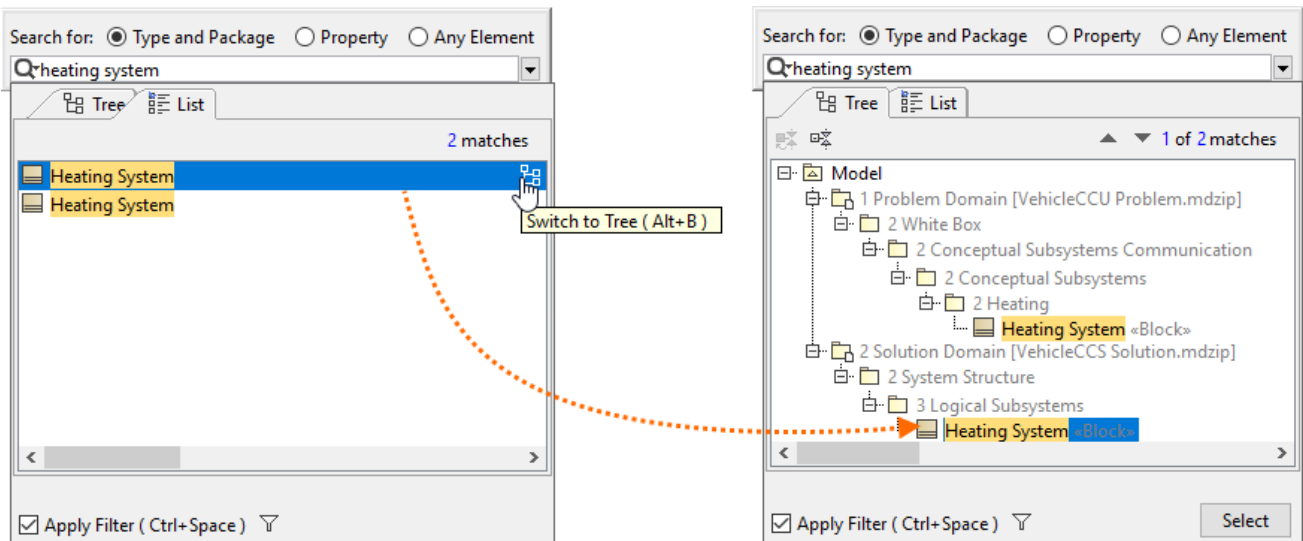 Search for: Type and Package Property Any Element
heating system
Tree List
2 matches
Heating System
Heating System
Switch to Tree ( Alt+B )
Apply Filter ( Ctrl+Space )
Search for: Type and Package Property Any Element
heating system
Tree List
1 of 2 matches
Model
1 Problem Domain [VehicleCCU Problem.mdzip]
2 White Box
2 Conceptual Subsystems Communication
2 Conceptual Subsystems
2 Heating
Heating System «Block»
2 Solution Domain [VehicleCCS Solution.mdzip]
2 System Structure
3 Logical Subsystems
Heating System «Block»
Apply Filter ( Ctrl+Space )
Select